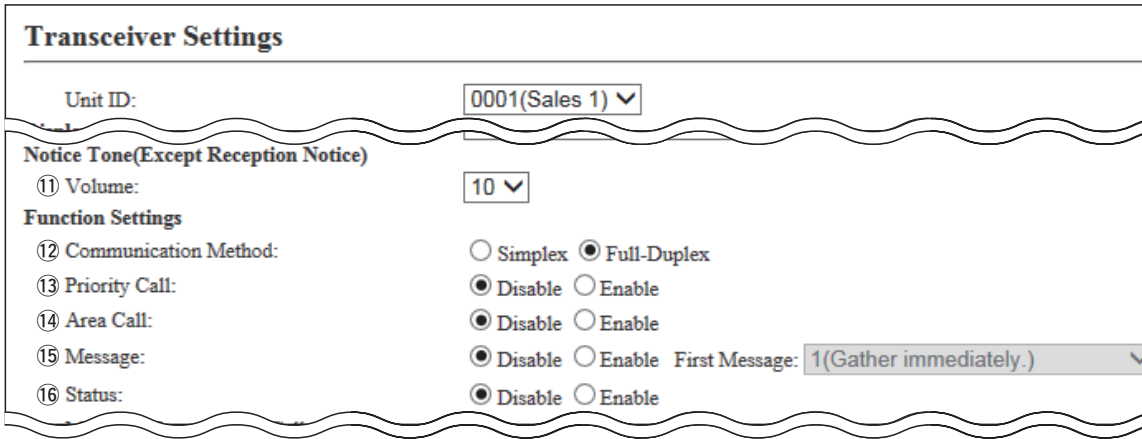 Transceiver Settings
Unit ID: 0001(Sales 1)
Notice Tone(Except Reception Notice)
⑪ Volume: 10
Function Settings
⑫ Communication Method: Simplex Full-Duplex
⑬ Priority Call: Disable Enable
⑭ Area Call: Disable Enable
⑮ Message: Disable Enable First Message: 1(Gather immediately.)
⑯ Status: Disable Enable